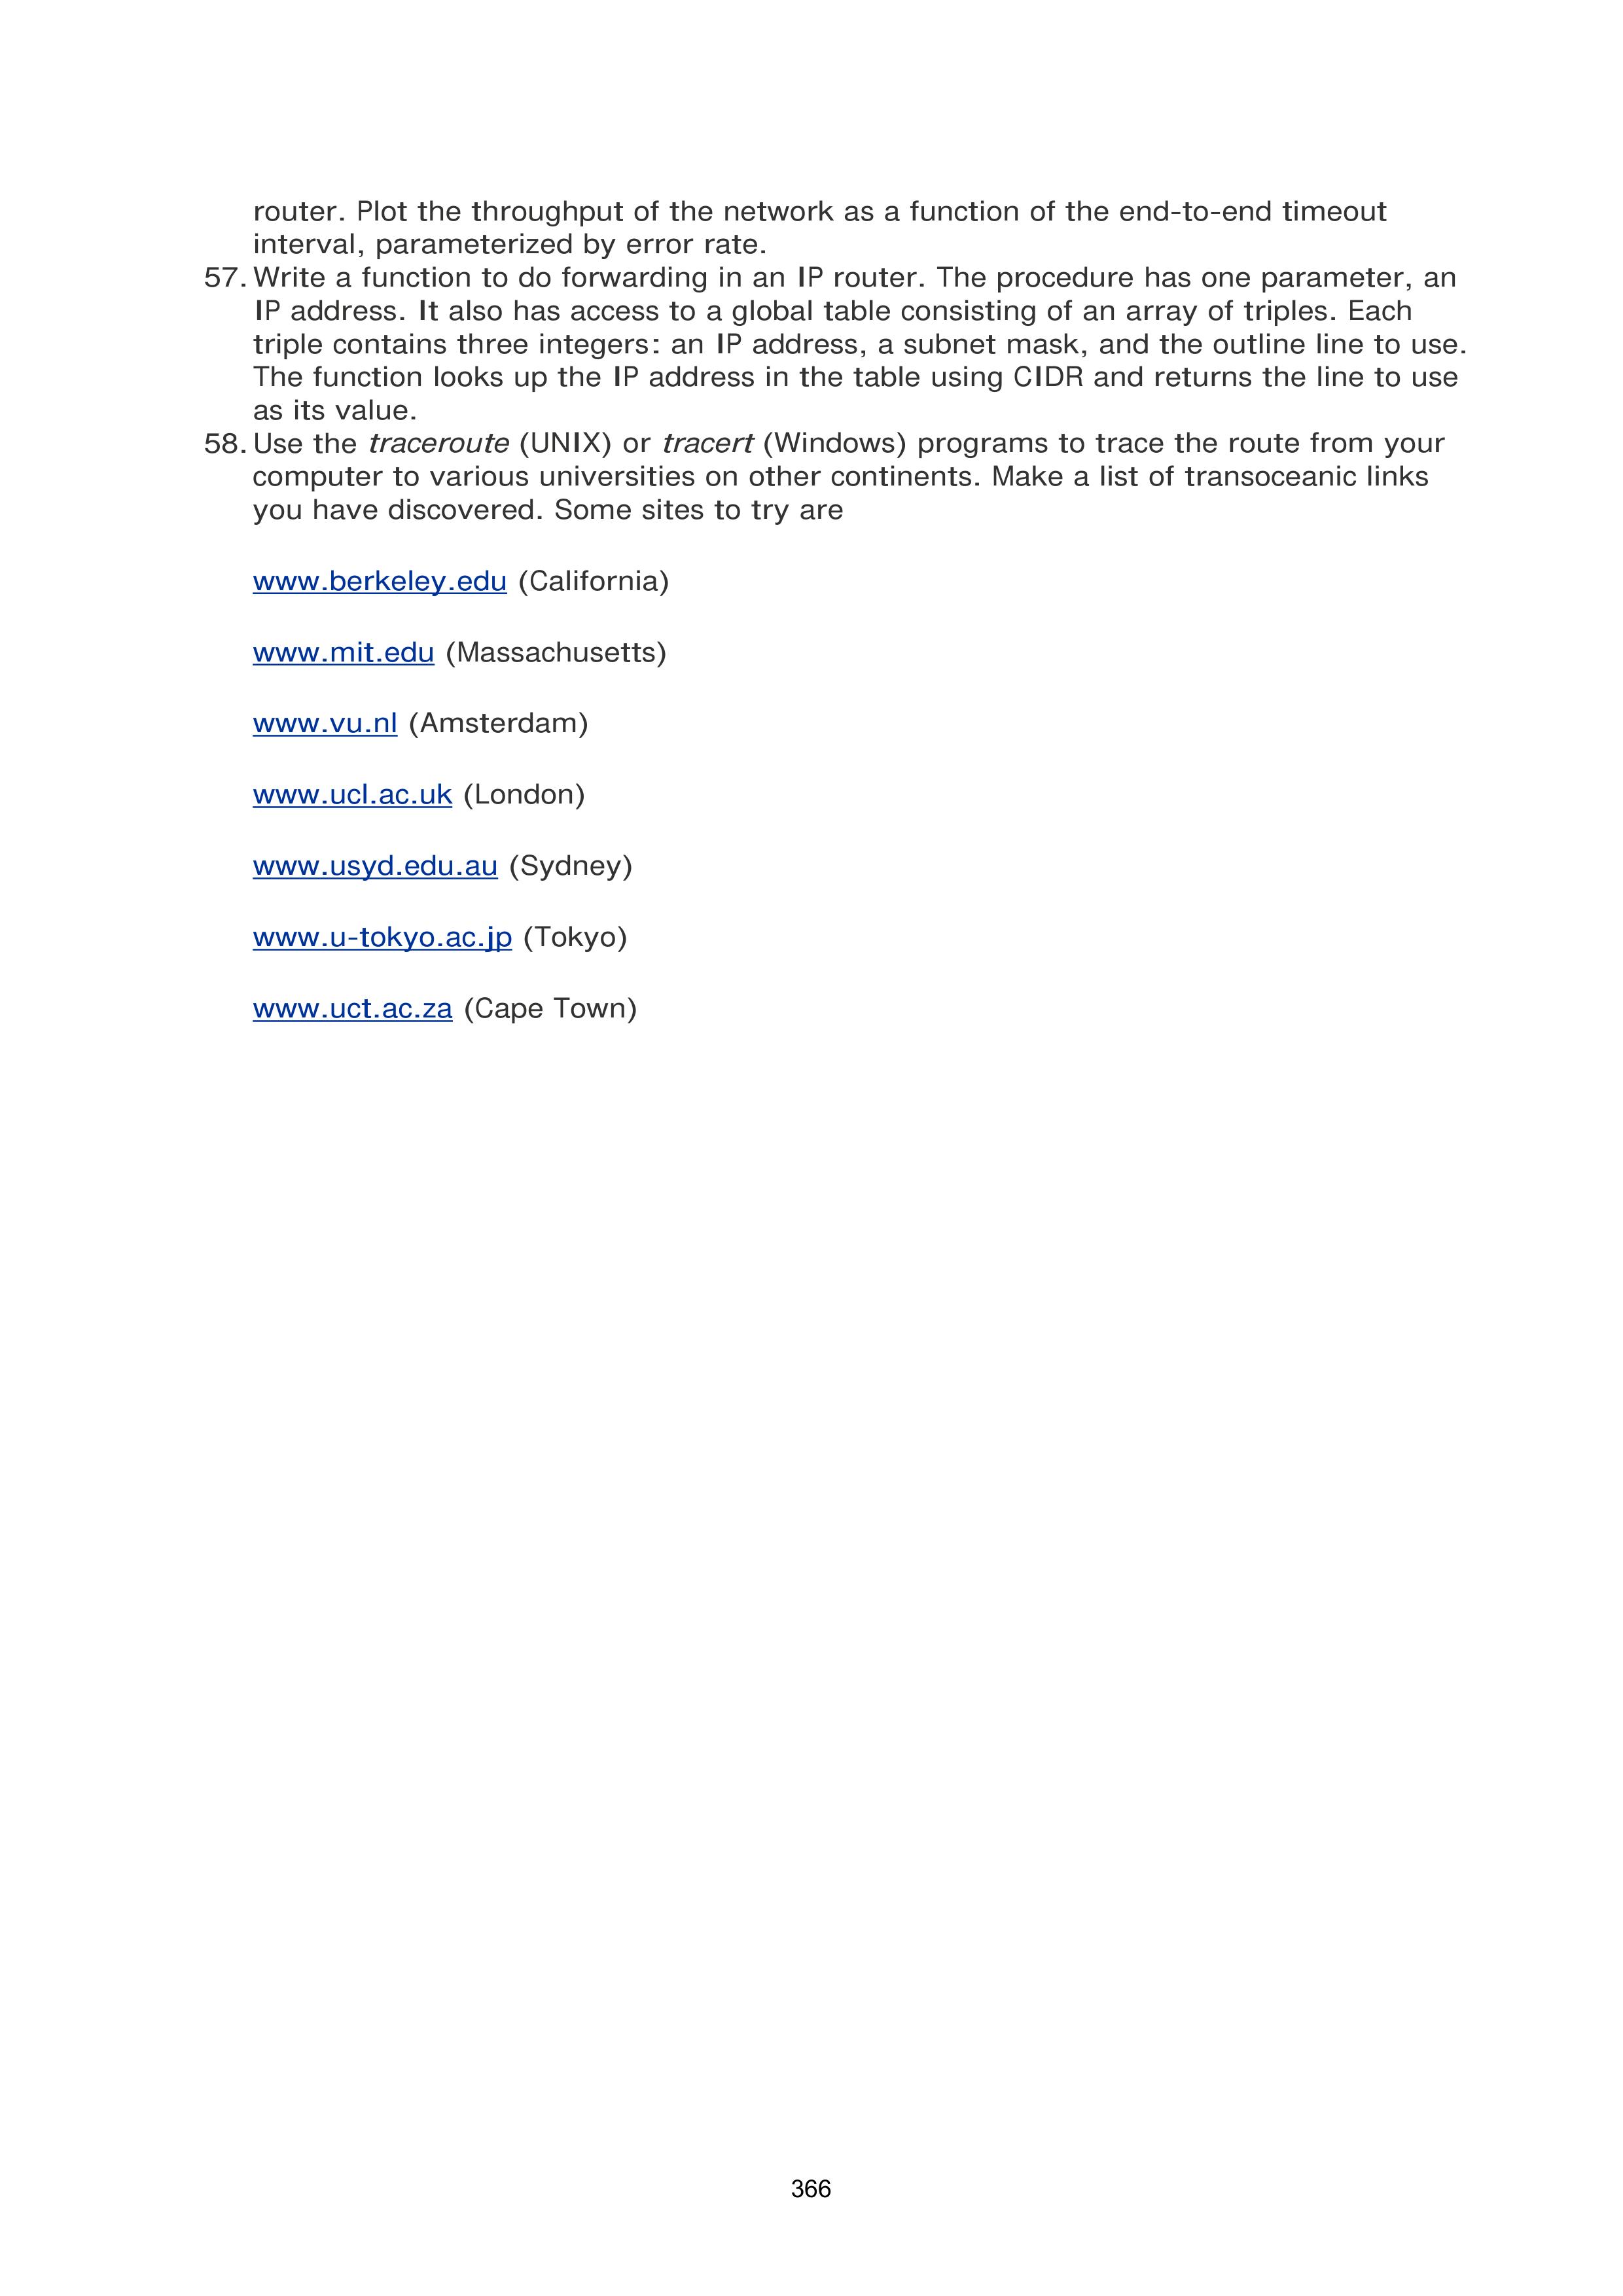 router. Plot the throughput of the network as a function of the end-to-end timeout
interval, parameterized by error rate.
57. Write a function to do forwarding in an IP router. The procedure has one parameter, an
IP address. It also has access to a global table consisting of an array of triples. Each
triple contains three integers: an IP address, a subnet mask, and the outline line to use.
The function looks up the IP address in the table using CIDR and returns the line to use
as its value.
58. Use the traceroute (UNIX) or tracert (Windows) programs to trace the route from your
computer to various universities on other continents. Make a list of transoceanic links
you have discovered. Some sites to try are
www.berkeley.edu (California)
www.mit.edu (Massachusetts)
www.vu.nl (Amsterdam)
www.ucl.ac.uk (London)
www.usyd.edu.au (Sydney)
www.u-tokyo.ac.jp (Tokyo)
www.uct.ac.za (Cape Town)
366